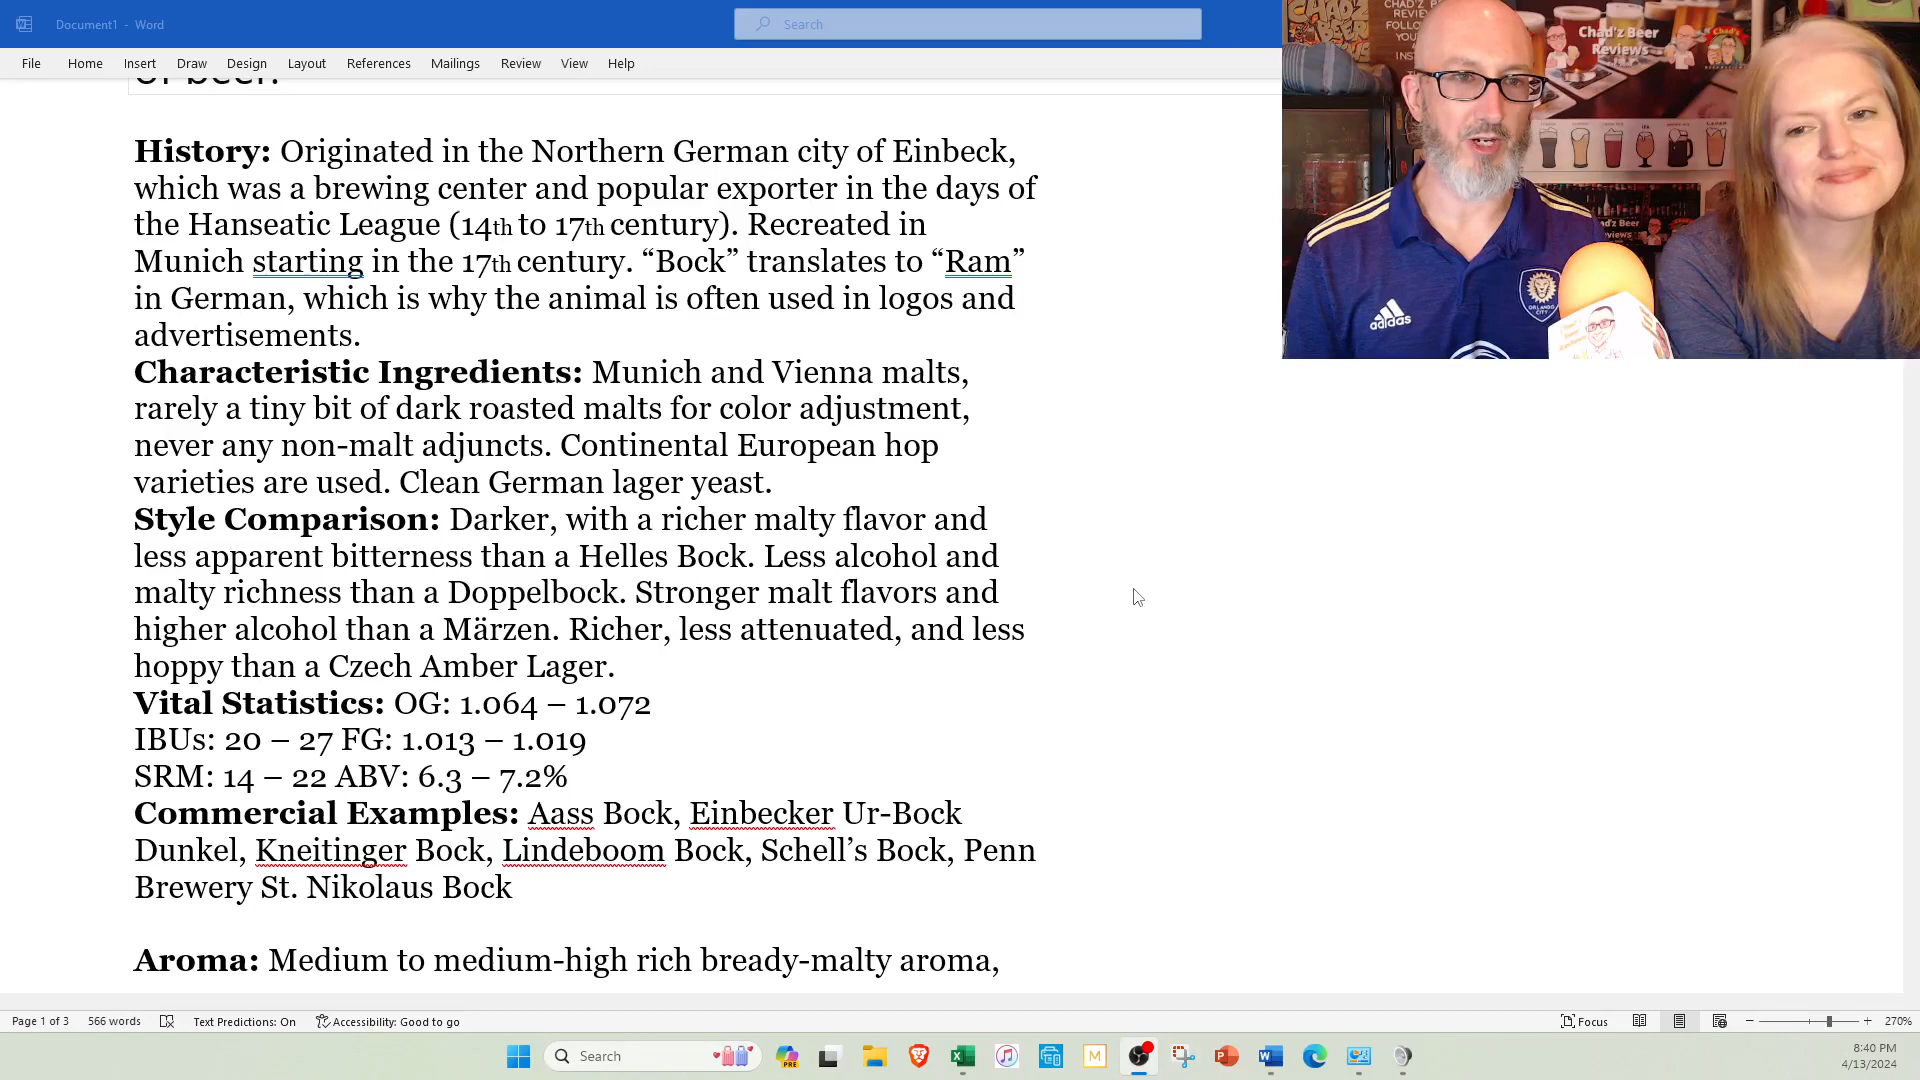 Document1 - Word
Search
File Home Insert Draw Design Layout References Mailings Review View Help
of beer.
History: Originated in the Northern German city of Einbeck,
which was a brewing center and popular exporter in the days of
the Hanseatic League (14th to 17th century). Recreated in
Munich starting in the 17th century. “Bock” translates to “Ram”
in German, which is why the animal is often used in logos and
advertisements.
Characteristic Ingredients: Munich and Vienna malts,
rarely a tiny bit of dark roasted malts for color adjustment,
never any non-malt adjuncts. Continental European hop
varieties are used. Clean German lager yeast.
Style Comparison: Darker, with a richer malty flavor and
less apparent bitterness than a Helles Bock. Less alcohol and
malty richness than a Doppelbock. Stronger malt flavors and
higher alcohol than a Märzen. Richer, less attenuated, and less
hoppy than a Czech Amber Lager.
Vital Statistics: OG: 1.064 – 1.072
IBUs: 20 – 27 FG: 1.013 – 1.019
SRM: 14 – 22 ABV: 6.3 – 7.2%
Commercial Examples: Aass Bock, Einbecker Ur-Bock
Dunkel, Kneitinger Bock, Lindeboom Bock, Schell’s Bock, Penn
Brewery St. Nikolaus Bock
Aroma: Medium to medium-high rich bready-malty aroma,
CHAD'Z B
REVIE
FOLLO
YOU
INST
Chad'z Beer
Reviews
adidas
ORLANDO
CITY
Page 1 of 3 566 words Text Predictions: On Accessibility: Good to go
Focus 270%
Search
PRE
8:40 PM
4/13/2024